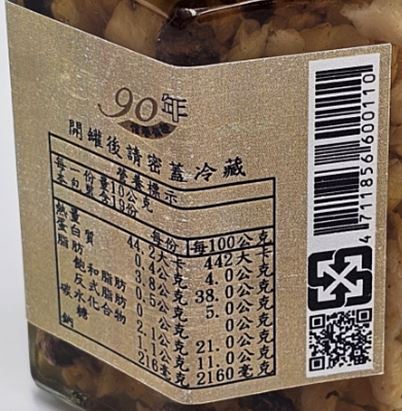 90年
開罐後請密蓋冷藏
營養標示
每一份量10公克
本包裝含19份
每份 每100公克
熱量 44.2大卡 442大卡
蛋白質 0.4公克 4.0公克
脂肪 3.8公克 38.0公克
飽和脂肪 0.5公克 5.0公克
反式脂肪 0公克 0公克
碳水化合物 2.1公克 21.0公克
糖 1.1公克 11.0公克
鈉 216毫克 2160毫克
4 711856 600110